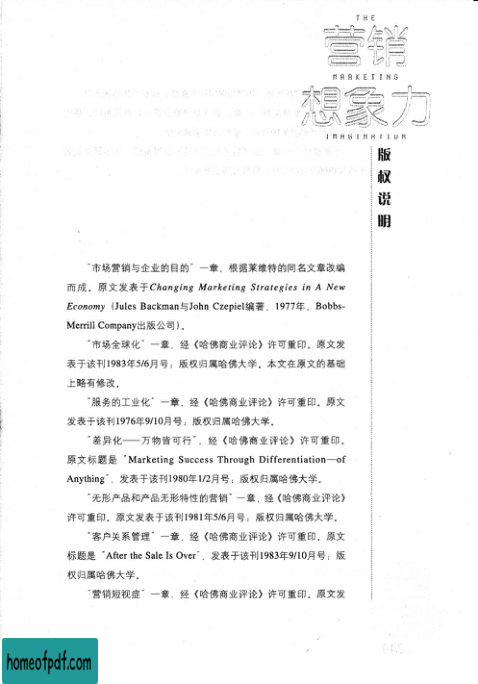 THE
营销
MARKETING
想象力
IMAGINATION
版权说明
“市场营销与企业的目的”一章，根据莱维特的同名文章改编
而成。原文发表于Changing Marketing Strategies in A New
Economy（Jules Backman与John Czepiel编著，1977年，Bobbs-
Merrill Company出版公司）。
“市场全球化”一章，经《哈佛商业评论》许可重印。原文发
表于该刊1983年5/6月号；版权归属哈佛大学。本文在原文的基础
上略有修改。
“服务的工业化”一章，经《哈佛商业评论》许可重印。原文
发表于该刊1976年9/10月号；版权归属哈佛大学。
“差异化——万物皆可行”，经《哈佛商业评论》许可重印。
原文标题是“Marketing Success Through Differentiation—of
Anything”，发表于该刊1980年1/2月号；版权归属哈佛大学。
“无形产品和产品无形特性的营销”一章，经《哈佛商业评论》
许可重印。原文发表于该刊1981年5/6月号；版权归属哈佛大学。
“客户关系管理”一章，经《哈佛商业评论》许可重印。原文
标题是“After the Sale Is Over”，发表于该刊1983年9/10月号；版
权归属哈佛大学。
“营销短视症”一章，经《哈佛商业评论》许可重印。原文发
homeofpdf.com